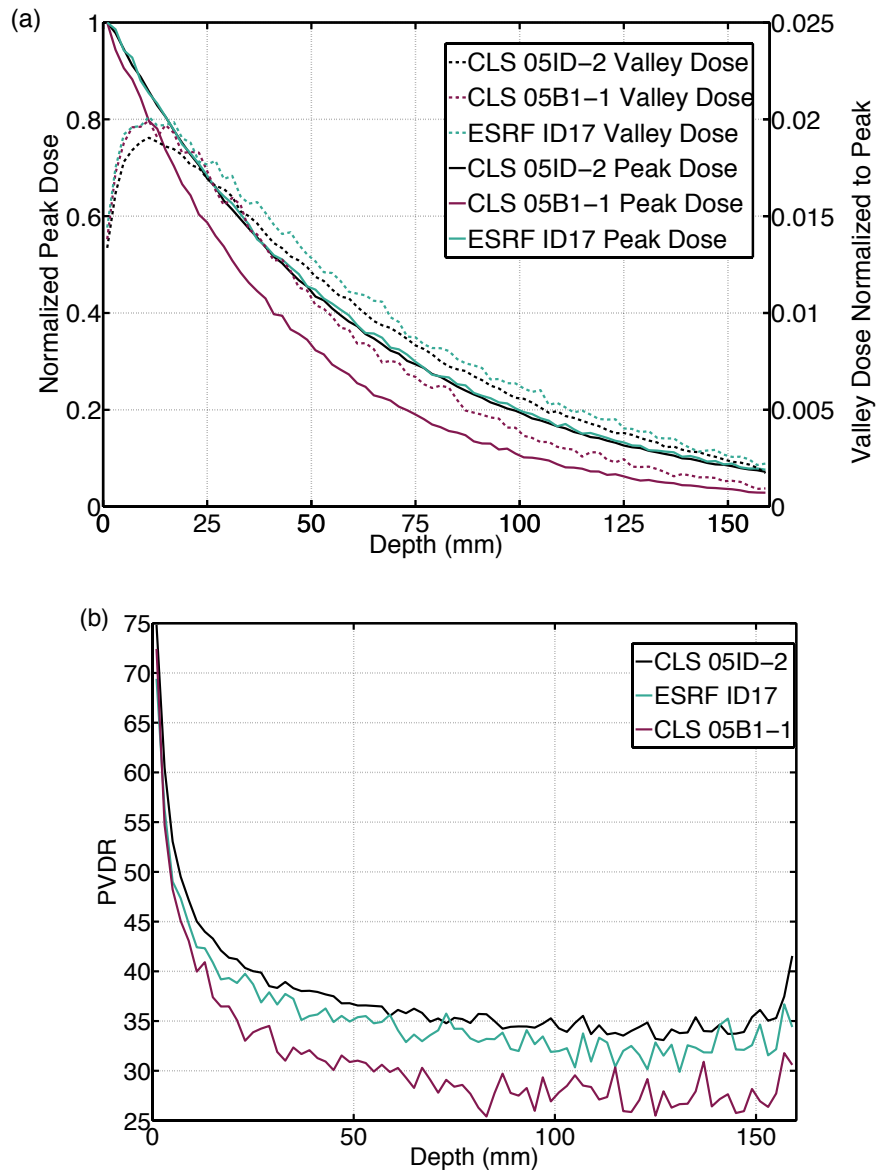 (a)
1
0.8
0.6
0.4
0.2
0
Normalized Peak Dose
0.025
0.02
0.015
0.01
0.005
0
Valley Dose Normalized to Peak
CLS 05ID−2 Valley Dose
CLS 05B1−1 Valley Dose
ESRF ID17 Valley Dose
CLS 05ID−2 Peak Dose
CLS 05B1−1 Peak Dose
ESRF ID17 Peak Dose
0 25 50 75 100 125 150
Depth (mm)
(b)
75
70
65
60
55
50
45
40
35
30
25
PVDR
CLS 05ID−2
ESRF ID17
CLS 05B1−1
0 50 100 150
Depth (mm)